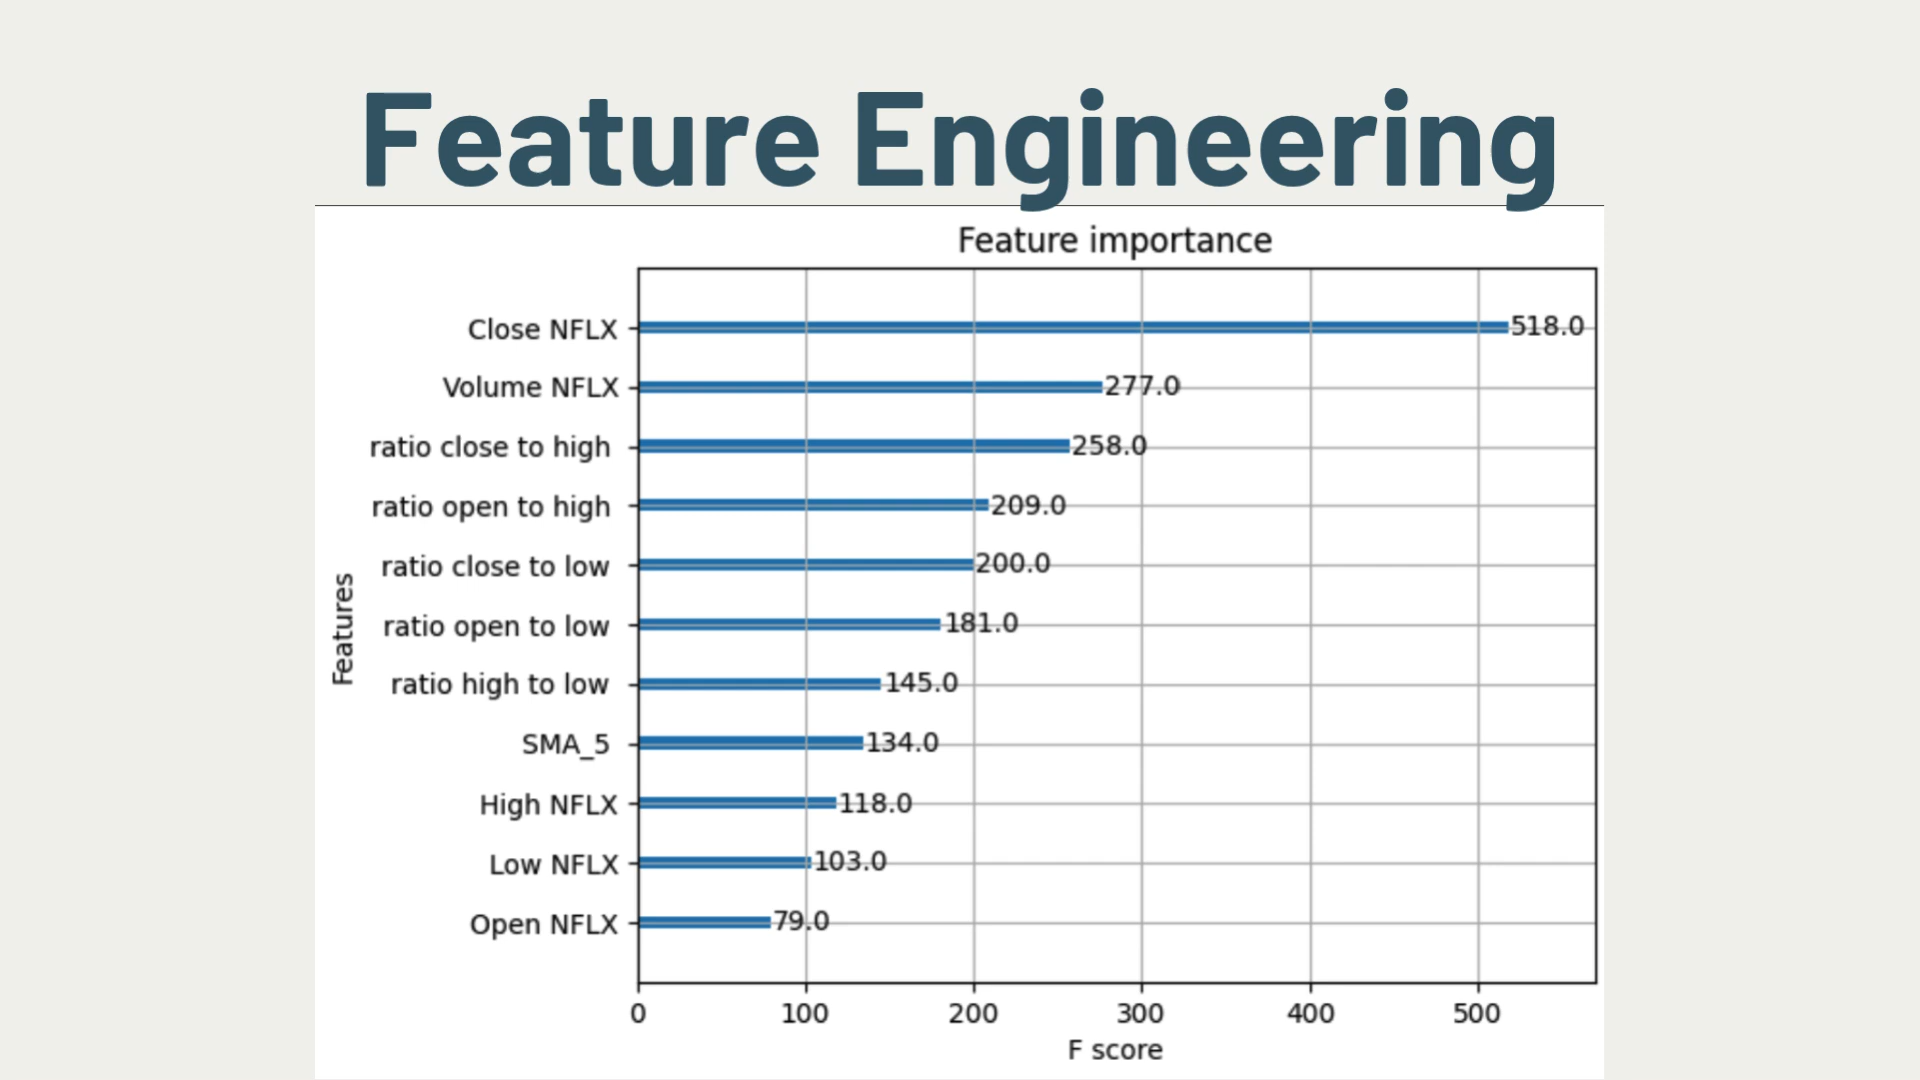 Feature Engineering
Feature importance
Close NFLX 518.0
Volume NFLX 277.0
ratio close to high 258.0
ratio open to high 209.0
ratio close to low 200.0
ratio open to low 181.0
ratio high to low 145.0
SMA_5 134.0
High NFLX 118.0
Low NFLX 103.0
Open NFLX 79.0
Features
0 100 200 300 400 500
F score